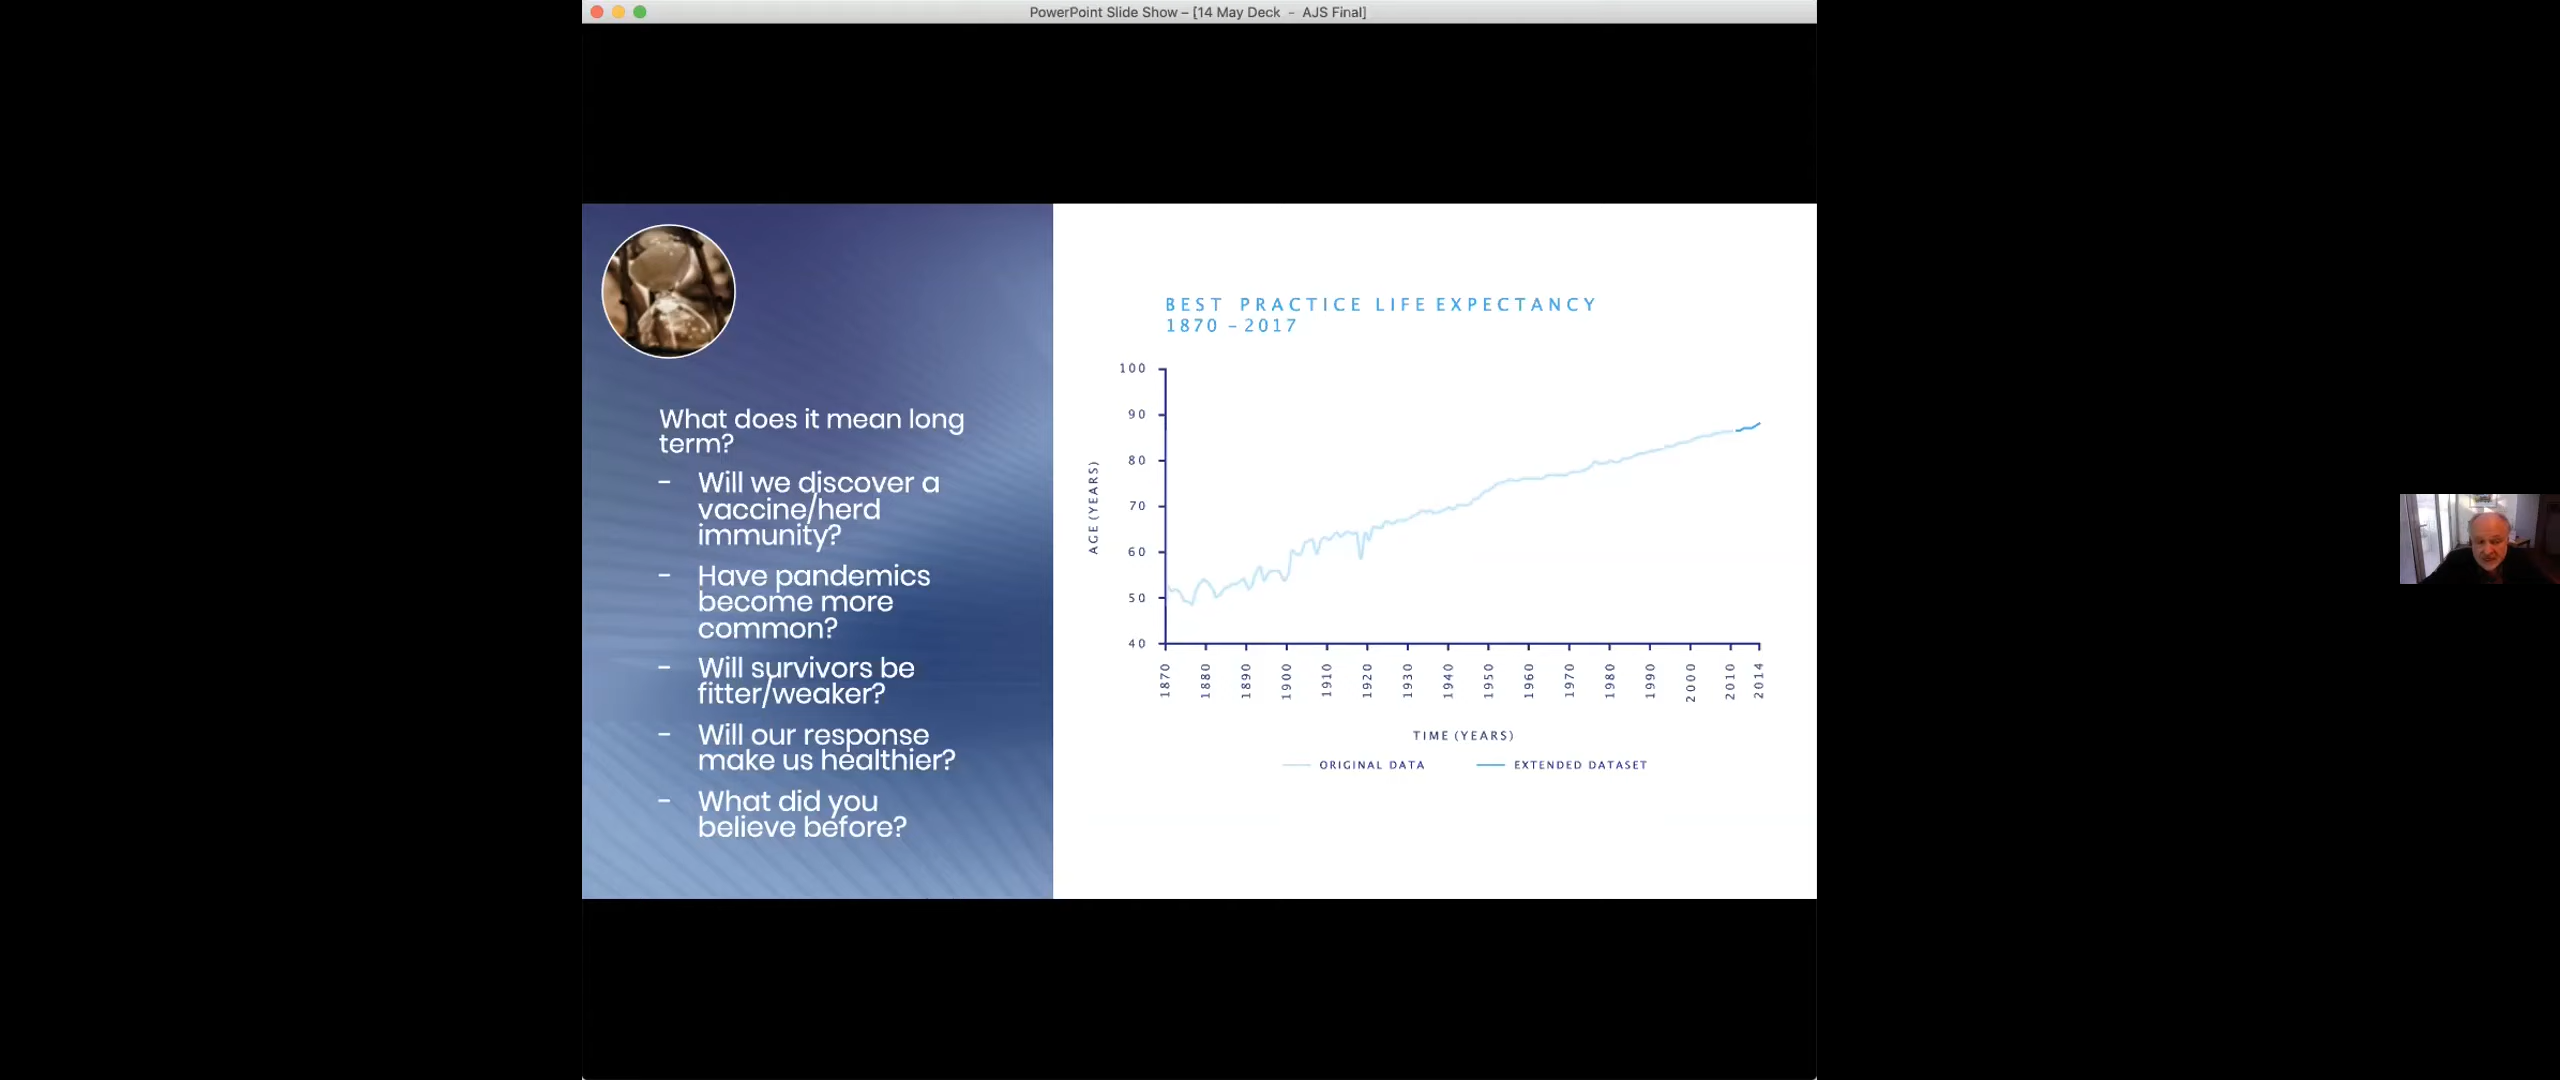 PowerPoint Slide Show – [14 May Deck - AJS Final]
What does it mean long
term?
- Will we discover a
vaccine/herd
immunity?
- Have pandemics
become more
common?
- Will survivors be
fitter/weaker?
- Will our response
make us healthier?
- What did you
believe before?
BEST PRACTICE LIFE EXPECTANCY
1870 – 2017
100
90
80
70
60
50
40
AGE (YEARS)
1870
1880
1890
1900
1910
1920
1930
1940
1950
1960
1970
1980
1990
2000
2010
2014
TIME (YEARS)
ORIGINAL DATA
EXTENDED DATASET